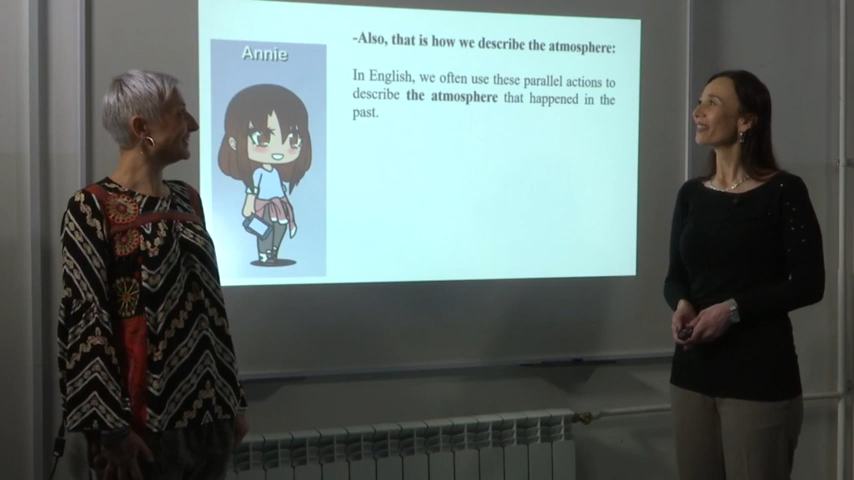 Annie
-Also, that is how we describe the atmosphere:
In English, we often use these parallel actions to
describe the atmosphere that happened in the
past.